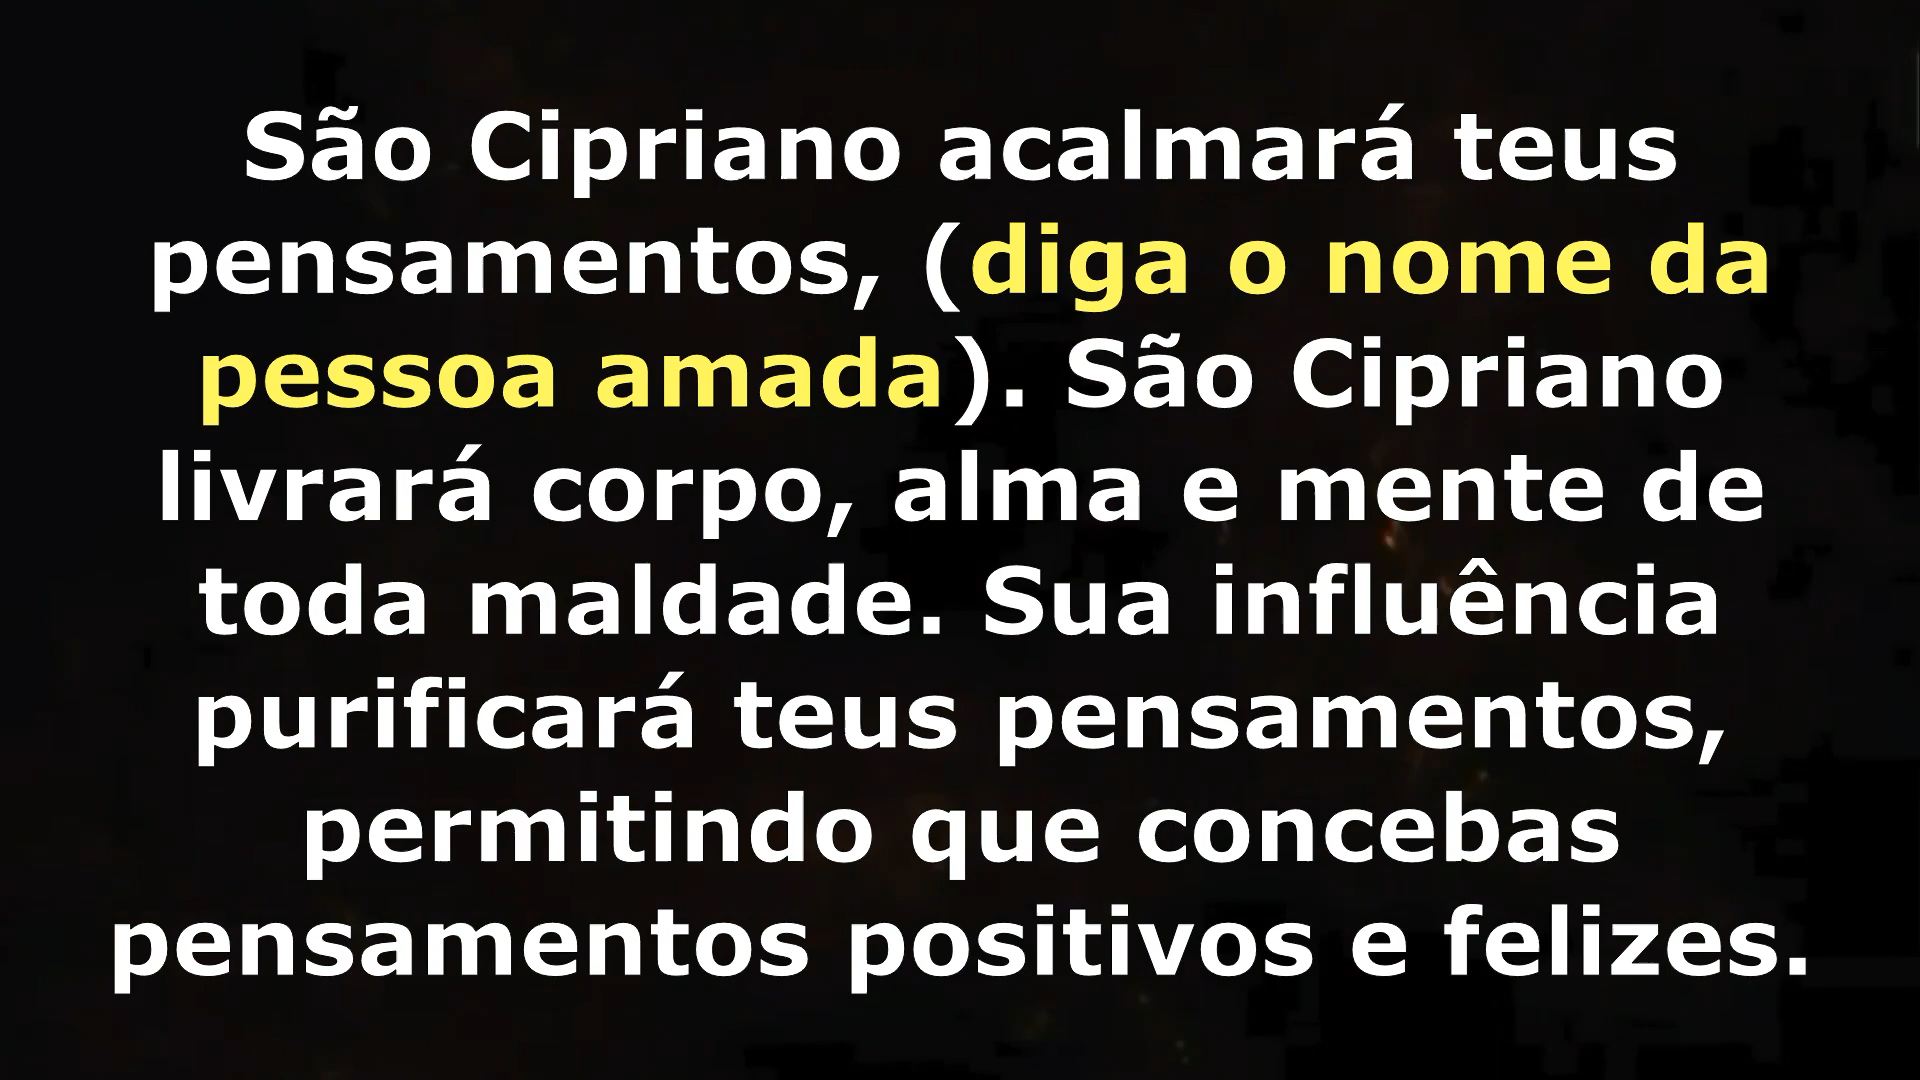 São Cipriano acalmará teus
pensamentos, (diga o nome da
pessoa amada). São Cipriano
livrará corpo, alma e mente de
toda maldade. Sua influência
purificará teus pensamentos,
permitindo que concebas
pensamentos positivos e felizes.